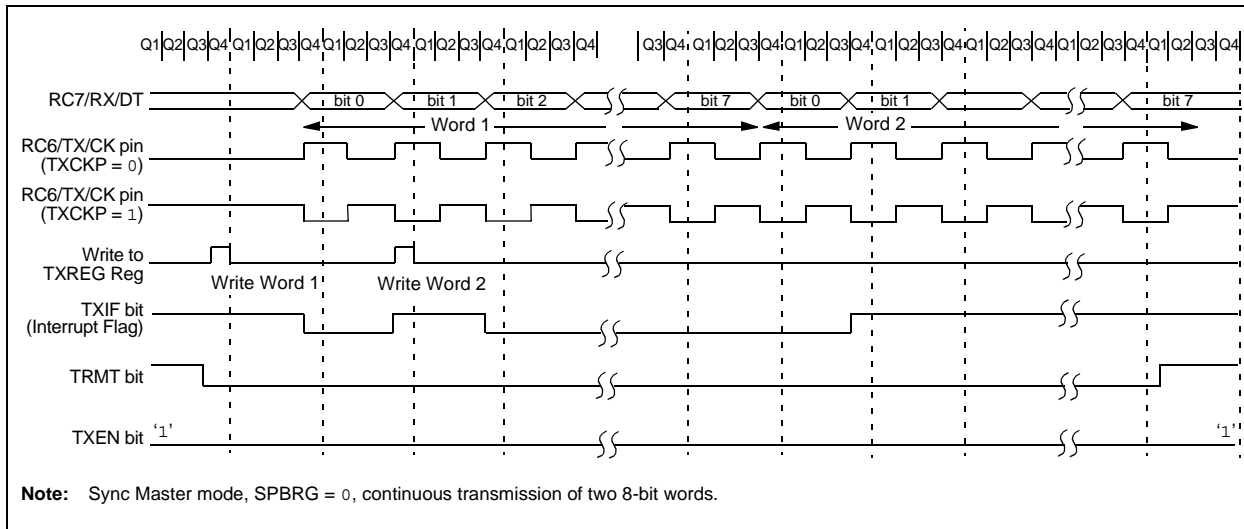 Q1 Q2 Q3 Q4 Q1 Q2 Q3 Q4 Q1 Q2 Q3 Q4 Q1 Q2 Q3 Q4 Q1 Q2 Q3 Q4 Q3 Q4 Q1 Q2 Q3 Q4 Q1 Q2 Q3 Q4 Q1 Q2 Q3 Q4 Q1 Q2 Q3 Q4 Q1 Q2 Q3 Q4 Q1 Q2 Q3 Q4
RC7/RX/DT bit 0 bit 1 bit 2 bit 7 bit 0 bit 1 bit 7
Word 1 Word 2
RC6/TX/CK pin
(TXCKP = 0)
RC6/TX/CK pin
(TXCKP = 1)
Write to
TXREG Reg
Write Word 1 Write Word 2
TXIF bit
(Interrupt Flag)
TRMT bit
TXEN bit '1' '1'
Note: Sync Master mode, SPBRG = 0, continuous transmission of two 8-bit words.